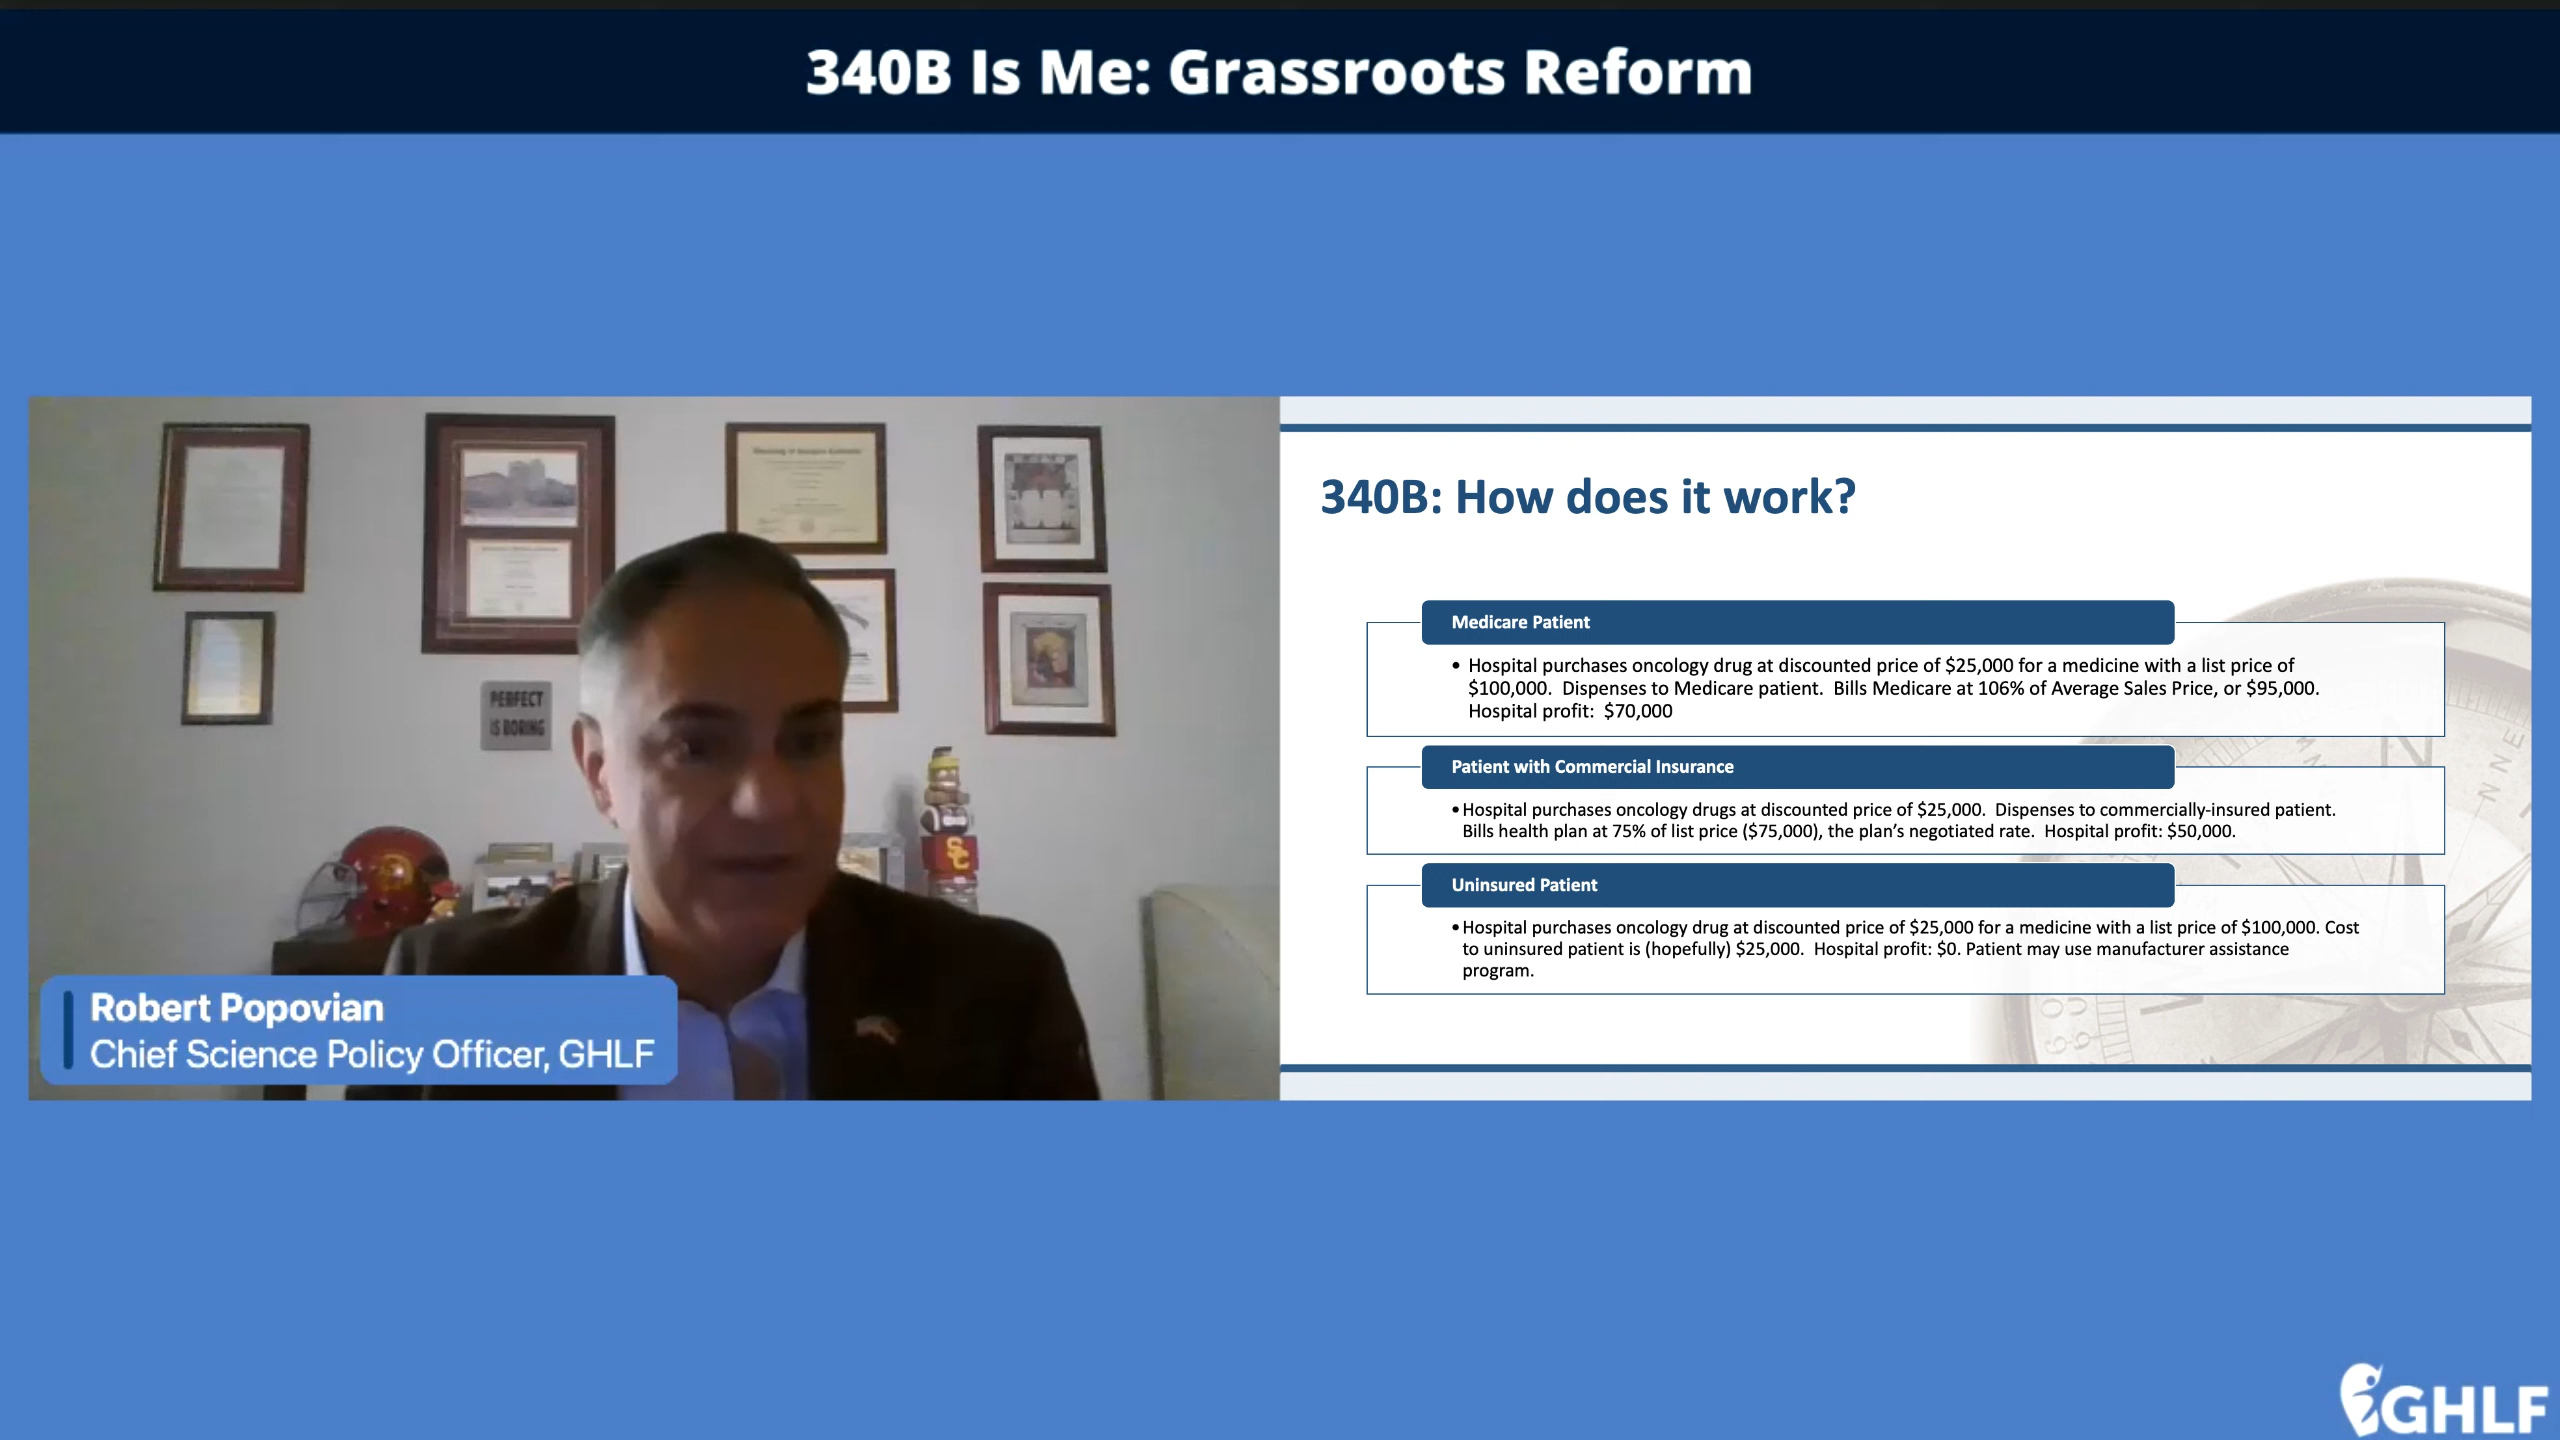 340B Is Me: Grassroots Reform
PERFECT
IS BORING
SC
Robert Popovian
Chief Science Policy Officer, GHLF
340B: How does it work?
Medicare Patient
• Hospital purchases oncology drug at discounted price of $25,000 for a medicine with a list price of
$100,000.  Dispenses to Medicare patient.  Bills Medicare at 106% of Average Sales Price, or $95,000.
Hospital profit:  $70,000
Patient with Commercial Insurance
• Hospital purchases oncology drugs at discounted price of $25,000.  Dispenses to commercially-insured patient.
Bills health plan at 75% of list price ($75,000), the plan’s negotiated rate.  Hospital profit: $50,000.
Uninsured Patient
• Hospital purchases oncology drug at discounted price of $25,000 for a medicine with a list price of $100,000. Cost
to uninsured patient is (hopefully) $25,000.  Hospital profit: $0. Patient may use manufacturer assistance
program.
N
60
GHLF